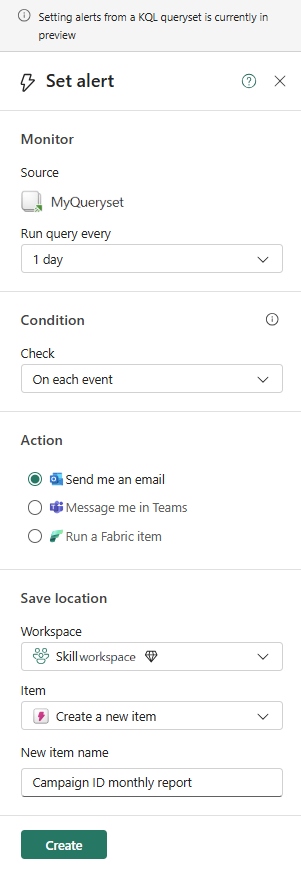 Setting alerts from a KQL queryset is currently in
preview
Set alert
Monitor
Source
MyQueryset
Run query every
1 day
Condition
Check
On each event
Action
Send me an email
Message me in Teams
Run a Fabric item
Save location
Workspace
Skill workspace
Item
Create a new item
New item name
Campaign ID monthly report
Create